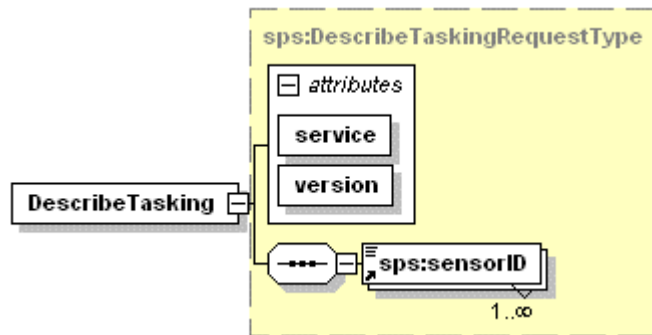 sps:DescribeTaskingRequestType
attributes
service
version
DescribeTasking
sps:sensorID
1..∞